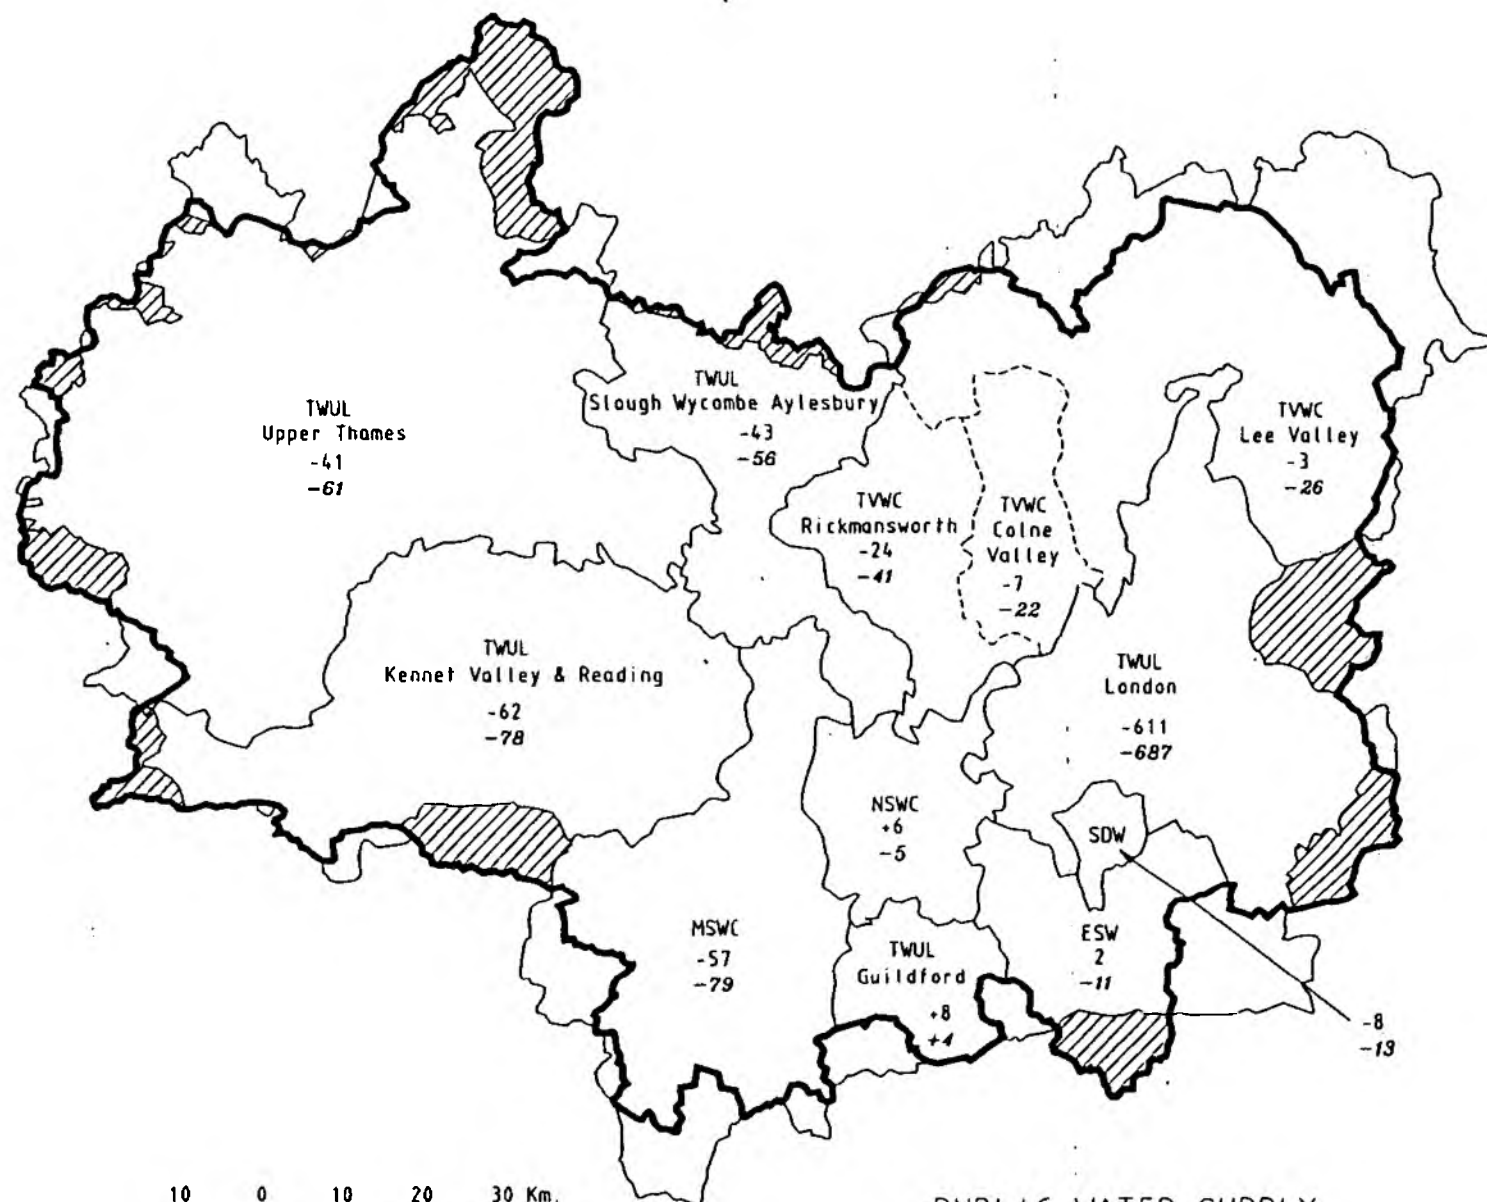 TWUL
Upper Thames
-41
-61
TWUL
Slough Wycombe Aylesbury
-43
-56
TVWC
Lee Valley
-3
-26
TVWC
Rickmansworth
-24
-41
TVWC
Colne
Valley
-7
-22
TWUL
Kennet Valley & Reading
-62
-78
TWUL
London
-611
-687
NSWC
+6
-5
SDW
MSWC
-57
-79
TWUL
Guildford
+8
+4
ESW
2
-11
-8
-13
10 0 10 20 30 Km.
PUBLIC WATER SUPPLY